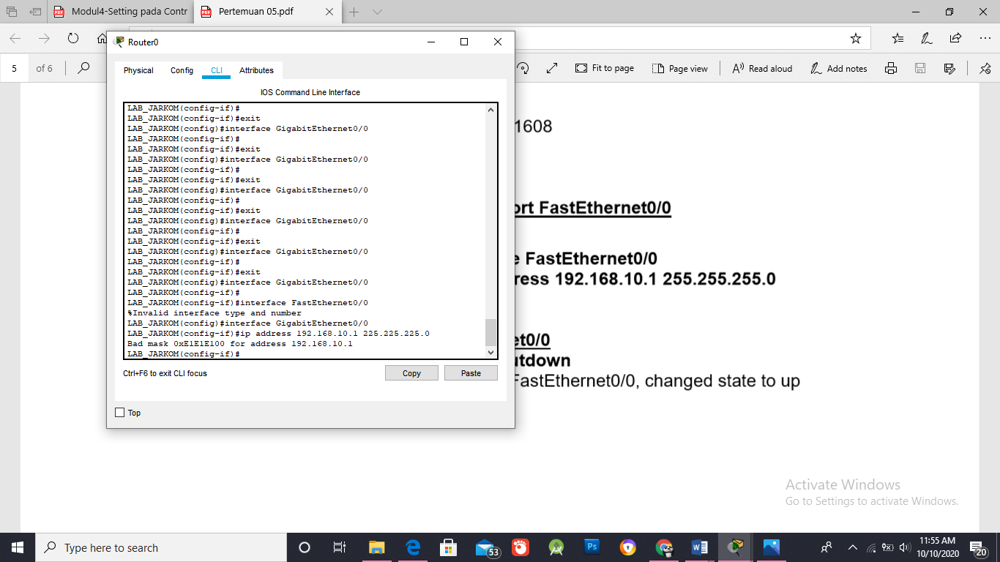 Modul4-Setting pada Contr
Pertemuan 05.pdf
5 of 6
Fit to page
Page view
Read aloud
Add notes
Router0
Physical Config CLI Attributes
IOS Command Line Interface
LAB_JARKOM(config-if)#
LAB_JARKOM(config-if)#exit
LAB_JARKOM(config)#interface GigabitEthernet0/0
LAB_JARKOM(config-if)#
LAB_JARKOM(config-if)#exit
LAB_JARKOM(config)#interface GigabitEthernet0/0
LAB_JARKOM(config-if)#
LAB_JARKOM(config-if)#exit
LAB_JARKOM(config)#interface GigabitEthernet0/0
LAB_JARKOM(config-if)#
LAB_JARKOM(config-if)#exit
LAB_JARKOM(config)#interface GigabitEthernet0/0
LAB_JARKOM(config-if)#
LAB_JARKOM(config-if)#exit
LAB_JARKOM(config)#interface GigabitEthernet0/0
LAB_JARKOM(config-if)#
LAB_JARKOM(config-if)#exit
LAB_JARKOM(config)#interface GigabitEthernet0/0
LAB_JARKOM(config-if)#
LAB_JARKOM(config-if)#interface FastEthernet0/0
%Invalid interface type and number
LAB_JARKOM(config)#interface GigabitEthernet0/0
LAB_JARKOM(config-if)#ip address 192.168.10.1 225.225.225.0
Bad mask 0xE1E1E100 for address 192.168.10.1
LAB_JARKOM(config-if)#
Ctrl+F6 to exit CLI focus
Copy
Paste
Top
1608
ort FastEthernet0/0
e FastEthernet0/0
ress 192.168.10.1 255.255.255.0
et0/0
utdown
FastEthernet0/0, changed state to up
Activate Windows
Go to Settings to activate Windows.
Type here to search
53
Ps
11:55 AM
10/10/2020
20